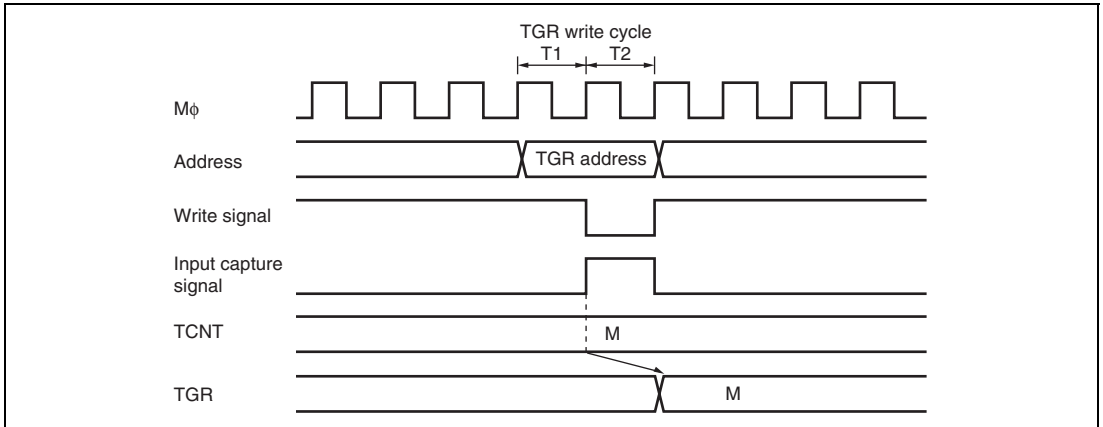 TGR write cycle
T1 T2
Mϕ
Address
TGR address
Write signal
Input capture
signal
TCNT
M
TGR
M